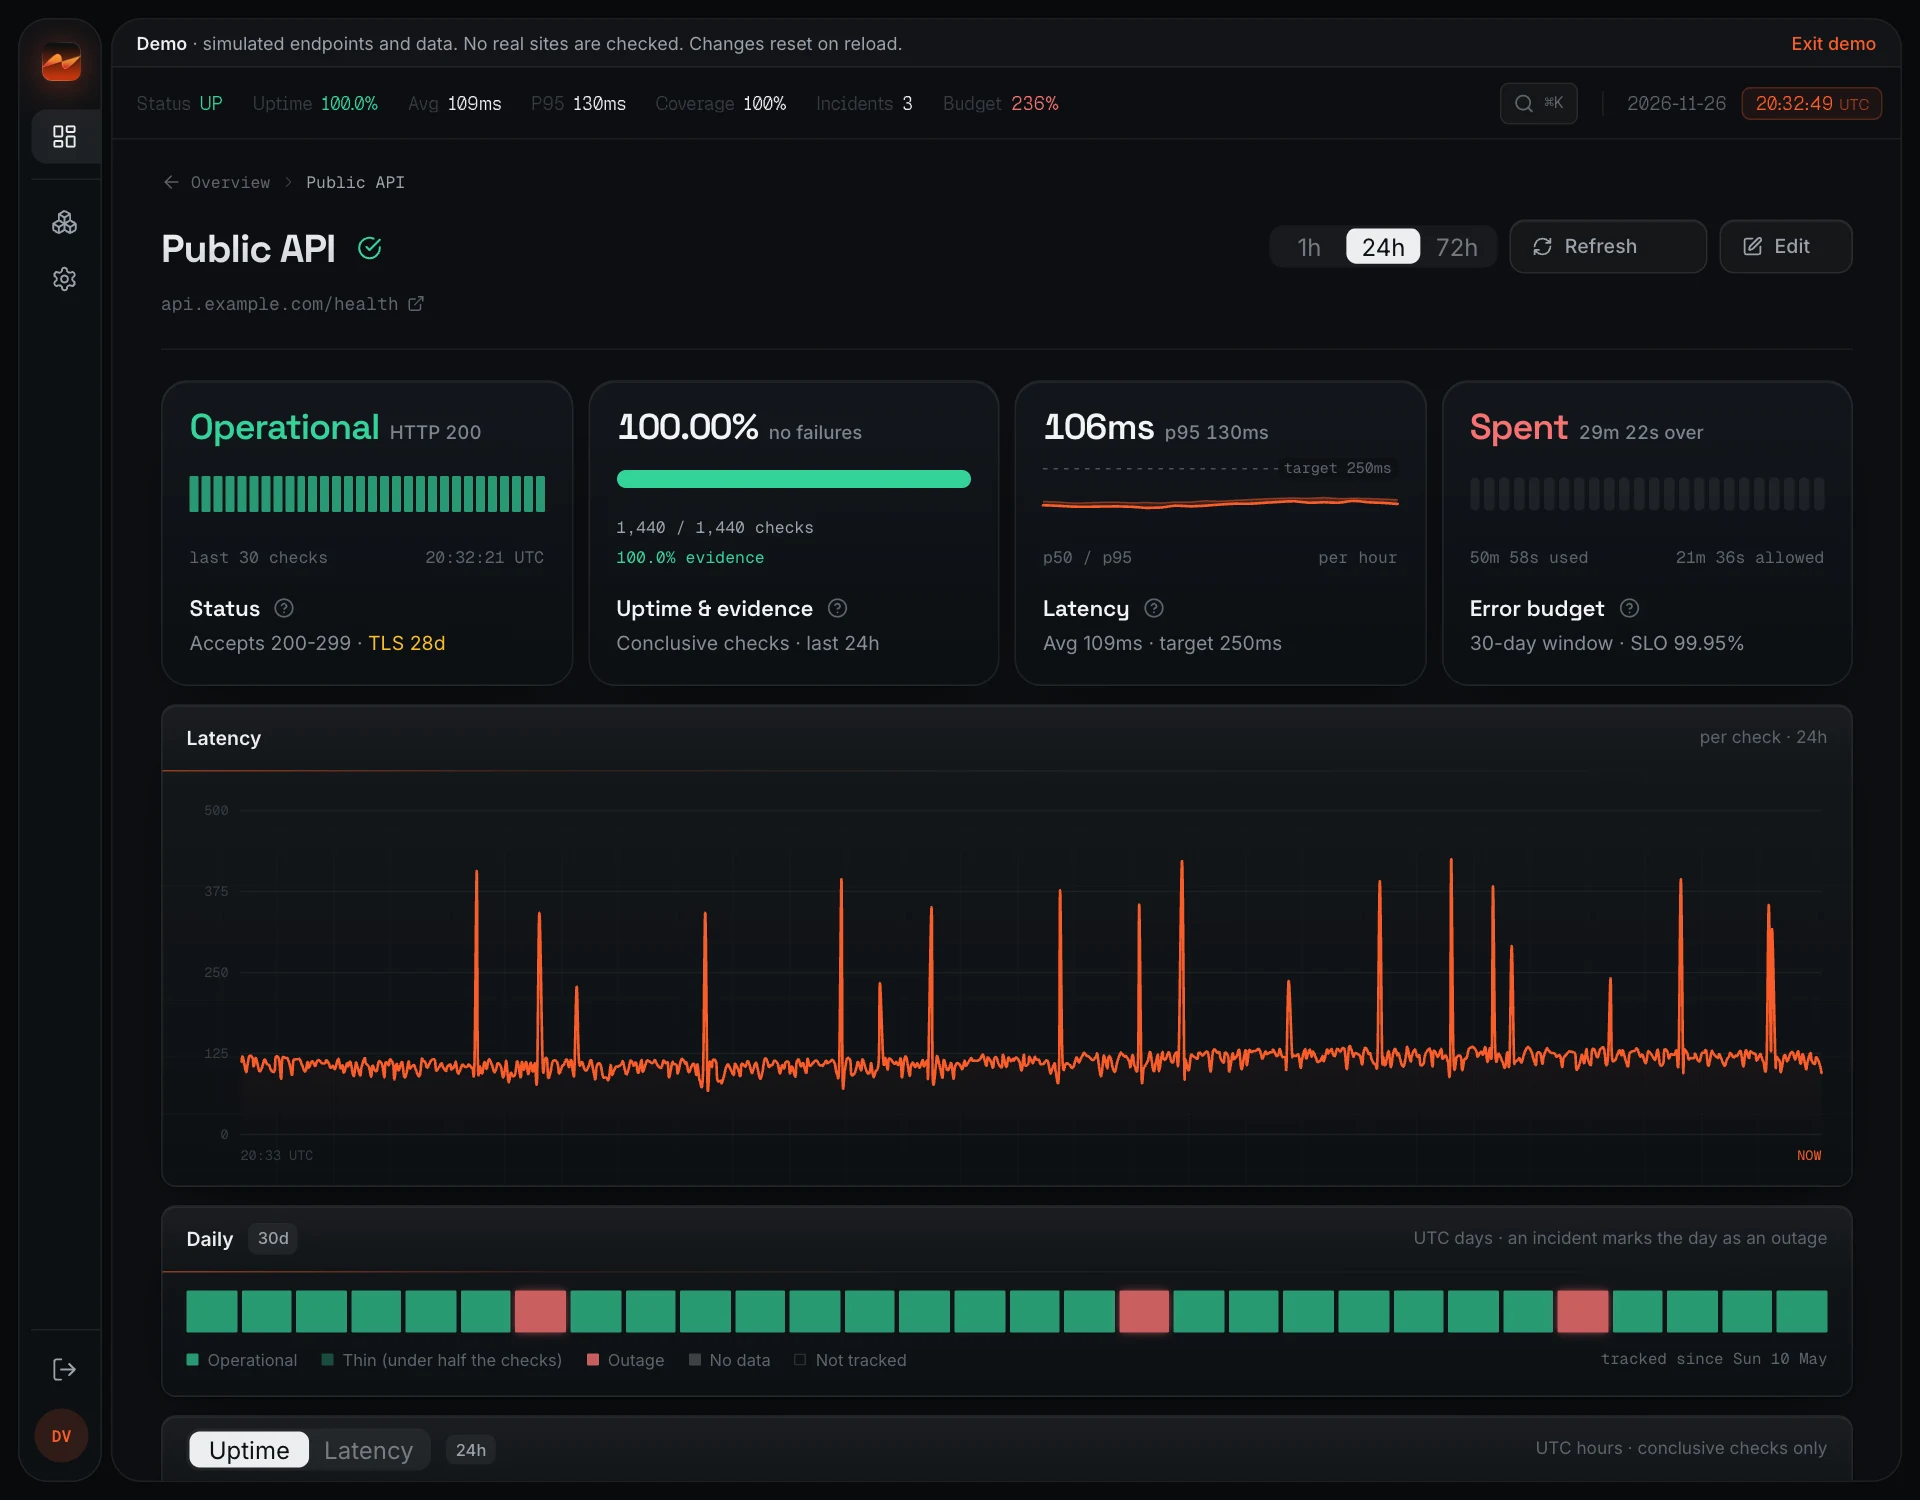 Demo · simulated endpoints and data. No real sites are checked. Changes reset on reload.
Exit demo
Status UP Uptime 100.0% Avg 109ms P95 130ms Coverage 100% Incidents 3 Budget 236%
⌘K
2026-11-26
20:32:49 UTC
Overview > Public API
Public API
1h 24h 72h
Refresh
Edit
api.example.com/health
Operational HTTP 200
last 30 checks 20:32:21 UTC
Status
Accepts 200-299 · TLS 28d
100.00% no failures
1,440 / 1,440 checks
100.0% evidence
Uptime & evidence
Conclusive checks · last 24h
106ms p95 130ms
target 250ms
p50 / p95 per hour
Latency
Avg 109ms · target 250ms
Spent 29m 22s over
50m 58s used 21m 36s allowed
Error budget
30-day window · SLO 99.95%
Latency
per check · 24h
500
375
250
125
0
20:33 UTC
NOW
Daily 30d
UTC days · an incident marks the day as an outage
Operational Thin (under half the checks) Outage No data Not tracked
tracked since Sun 10 May
DV
Uptime Latency 24h
UTC hours · conclusive checks only